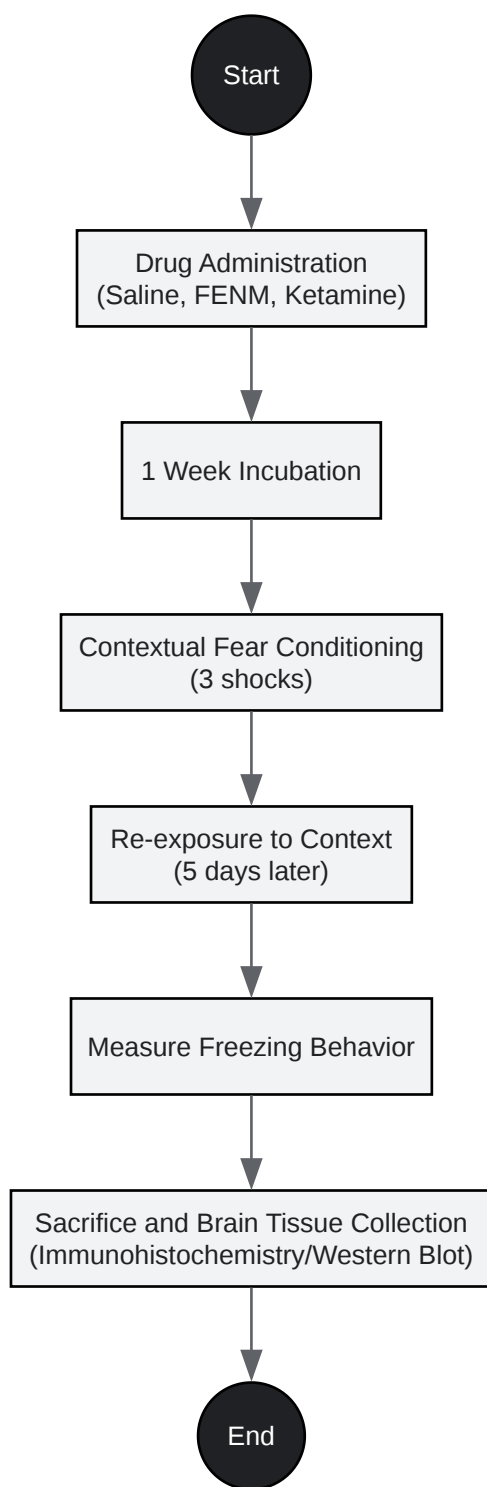 Start
Drug Administration
(Saline, FENM, Ketamine)
1 Week Incubation
Contextual Fear Conditioning
(3 shocks)
Re-exposure to Context
(5 days later)
Measure Freezing Behavior
Sacrifice and Brain Tissue Collection
(Immunohistochemistry/Western Blot)
End